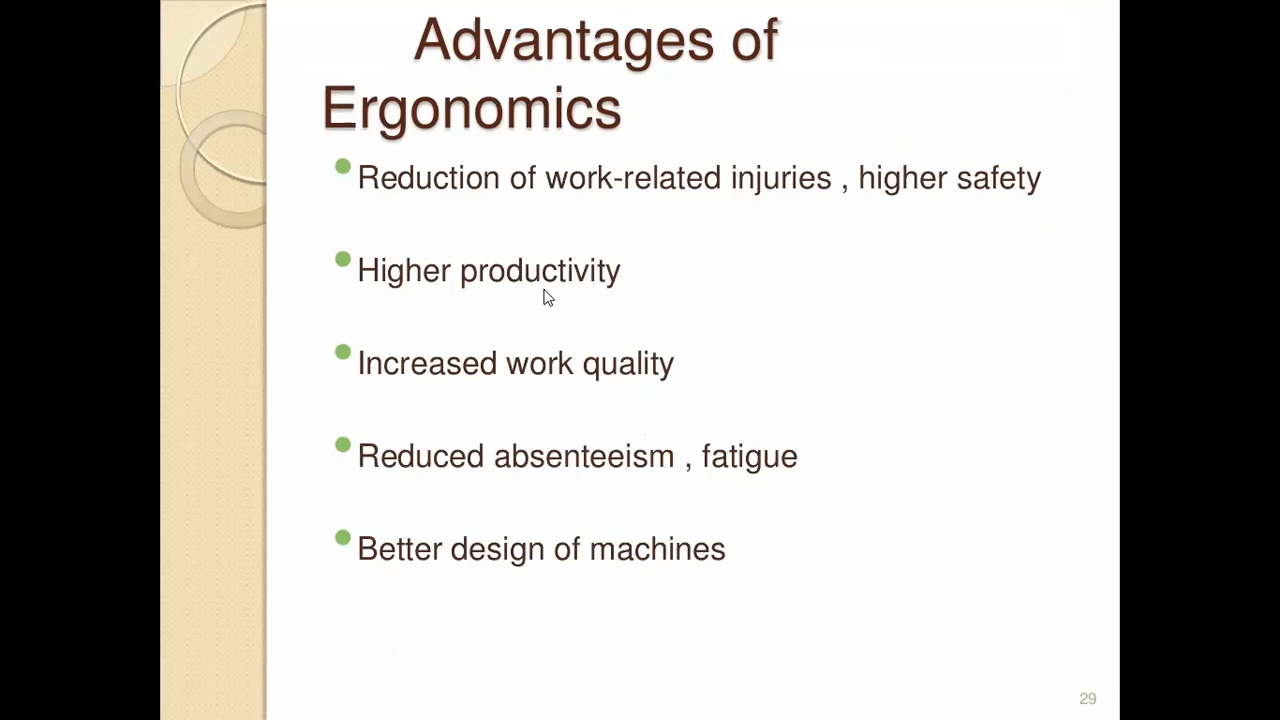 Advantages of
Ergonomics
Reduction of work-related injuries , higher safety
Higher productivity
Increased work quality
Reduced absenteeism , fatigue
Better design of machines
29